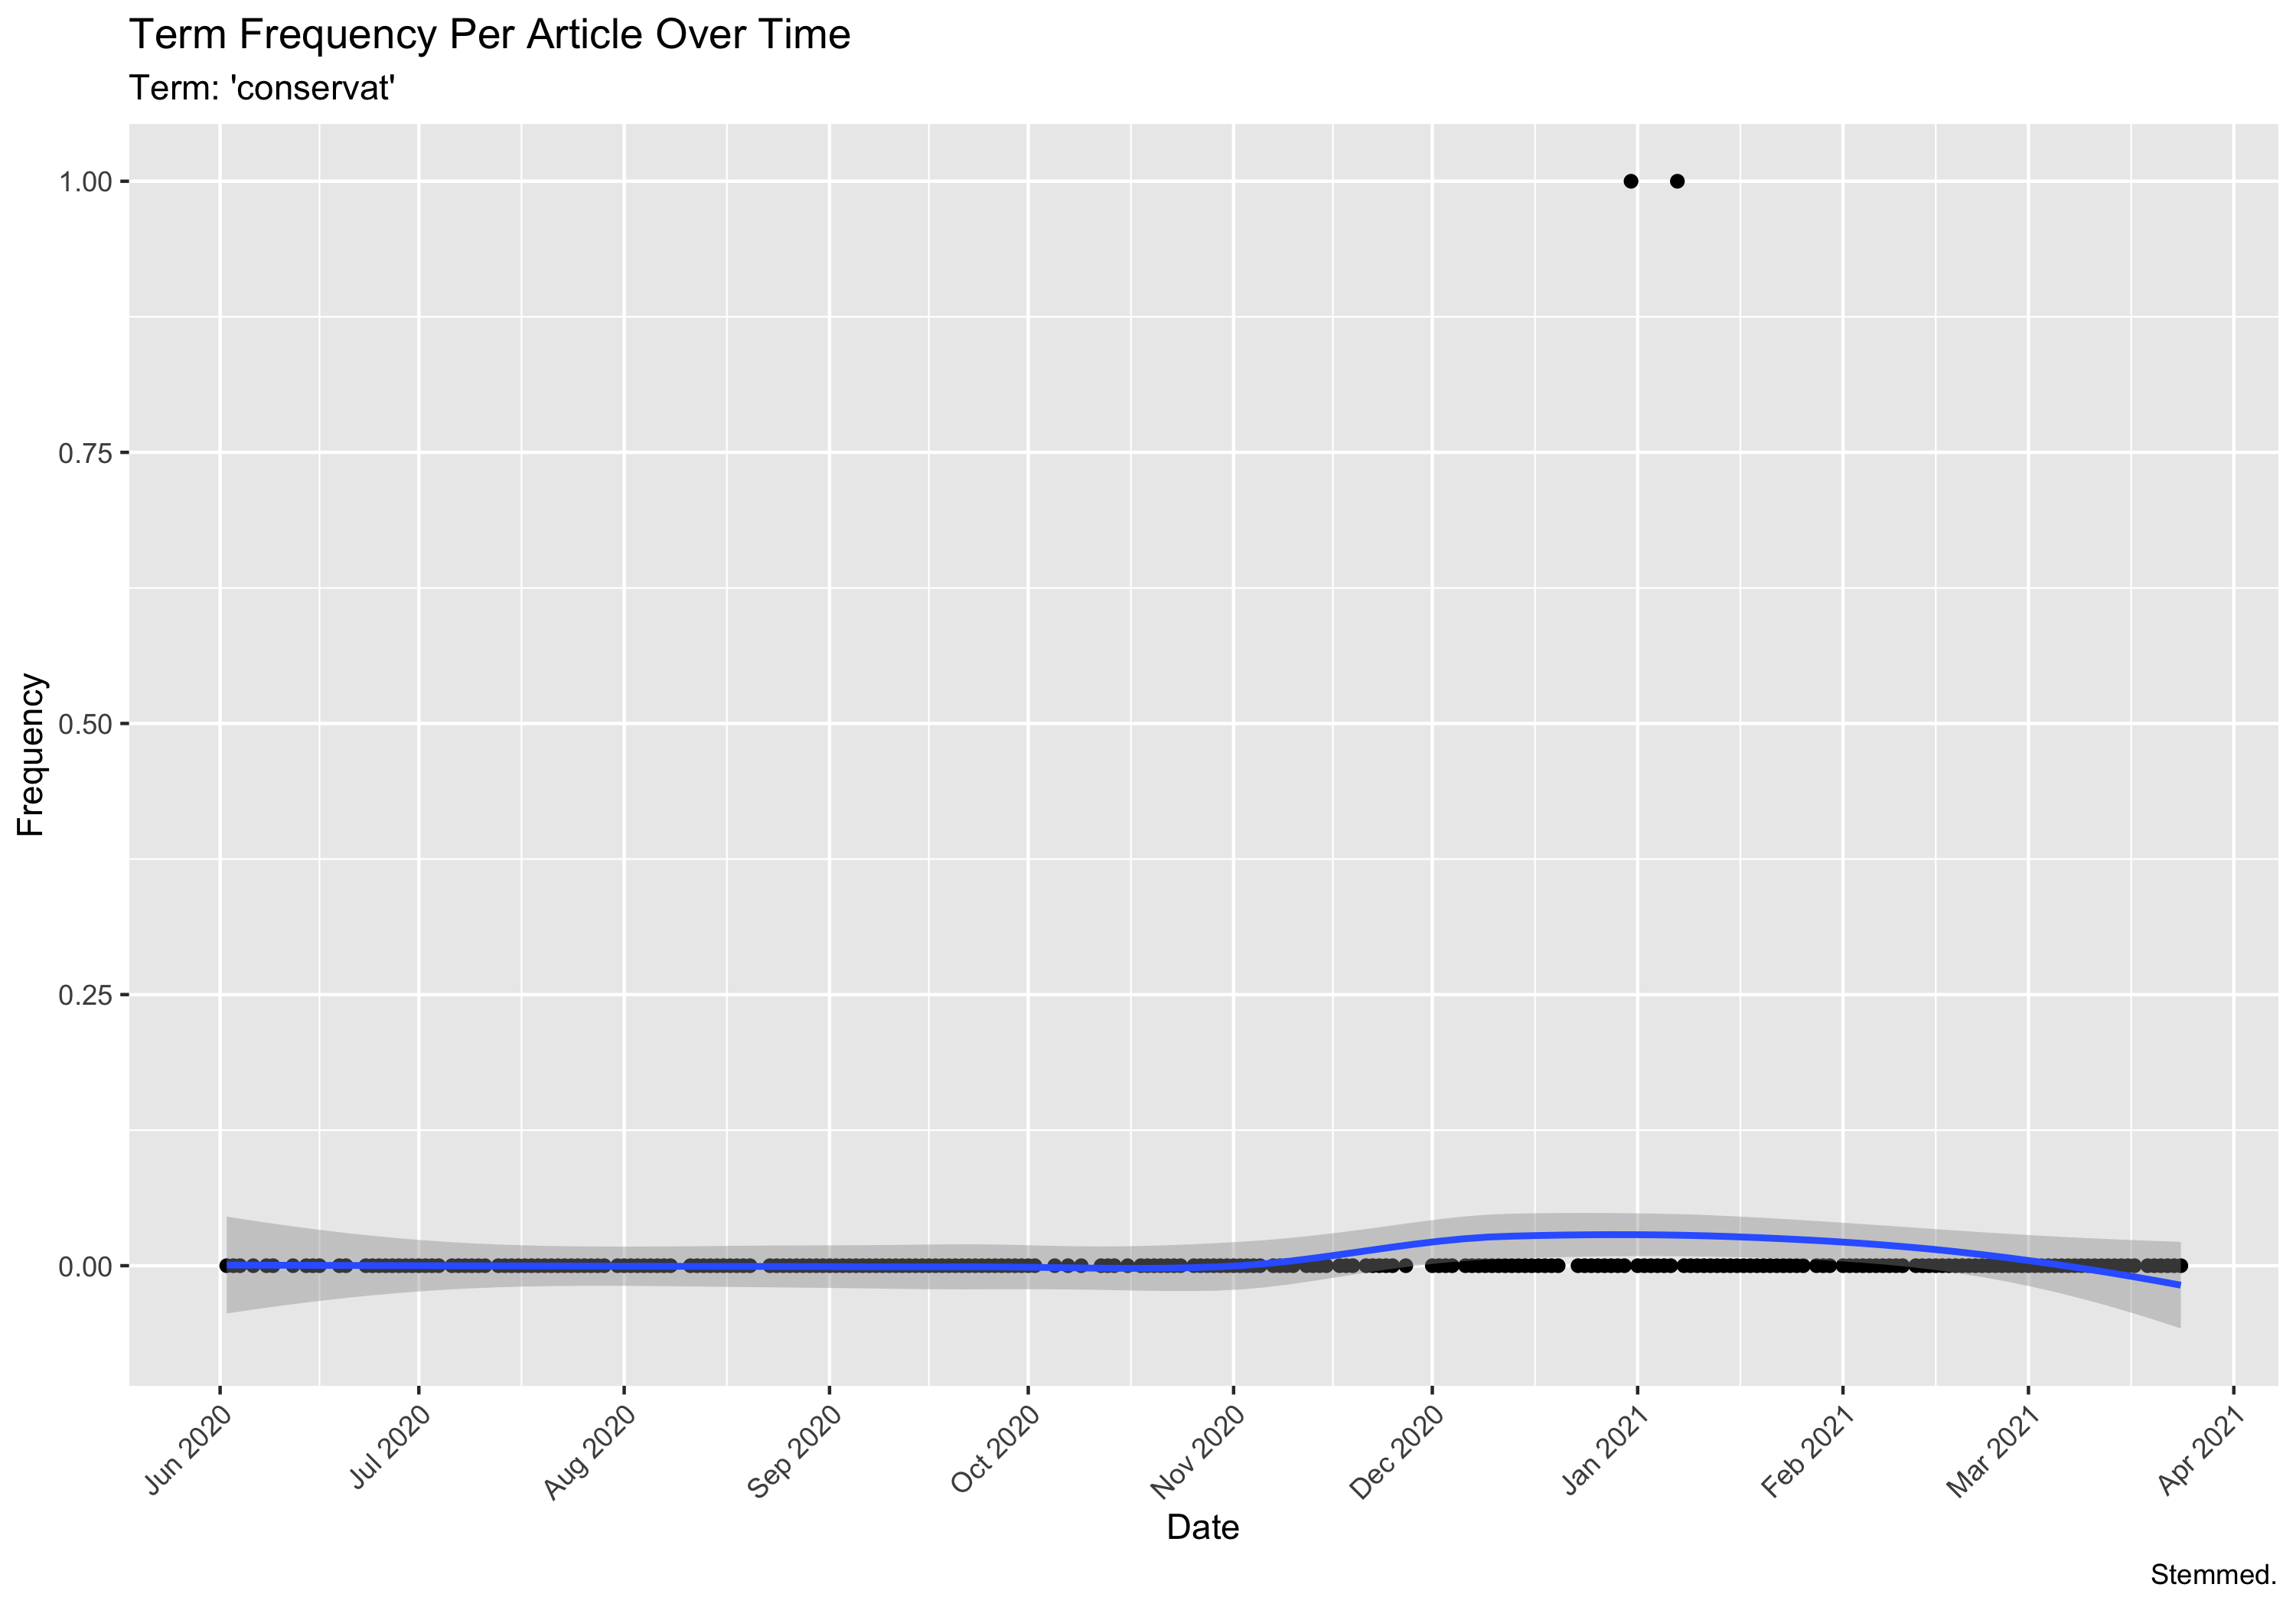 Term Frequency Per Article Over Time
Term: 'conservat'
1.00
0.75
0.50
0.25
0.00
Frequency
Jun 2020
Jul 2020
Aug 2020
Sep 2020
Oct 2020
Nov 2020
Dec 2020
Jan 2021
Feb 2021
Mar 2021
Apr 2021
Date
Stemmed.